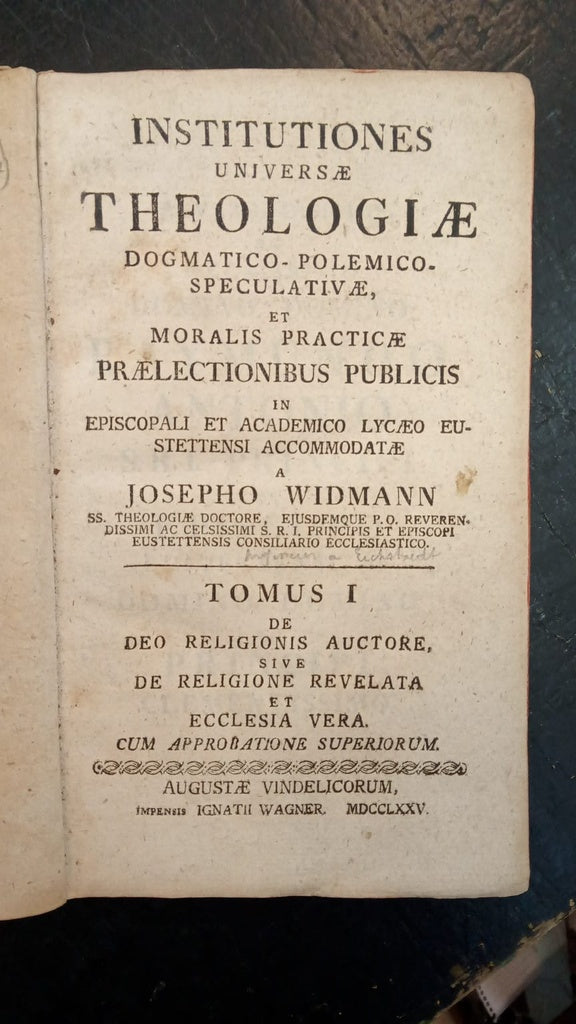 INSTITUTIONES
UNIVERSÆ
THEOLOGIÆ
DOGMATICO- POLEMICO-
SPECULATIVÆ,
ET
MORALIS PRACTICÆ
PRÆLECTIONIBUS PUBLICIS
IN
EPISCOPALI ET ACADEMICO LYCÆO EU-
STETTENSI ACCOMMODATÆ
A
JOSEPHO WIDMANN
SS. THEOLOGIÆ DOCTORE, EJUSDEMQUE P. O. REVEREN-
DISSIMI AC CELSISSIMI S. R. I. PRINCIPIS ET EPISCOPI
EUSTETTENSIS CONSILIARIO ECCLESIASTICO.
a Eichstaedt
TOMUS I
DE
DEO RELIGIONIS AUCTORE,
SIVE
DE RELIGIONE REVELATA
ET
ECCLESIA VERA.
CUM APPROBATIONE SUPERIORUM.
AUGUSTÆ VINDELICORUM,
IMPENSIS IGNATII WAGNER. MDCCLXXV.